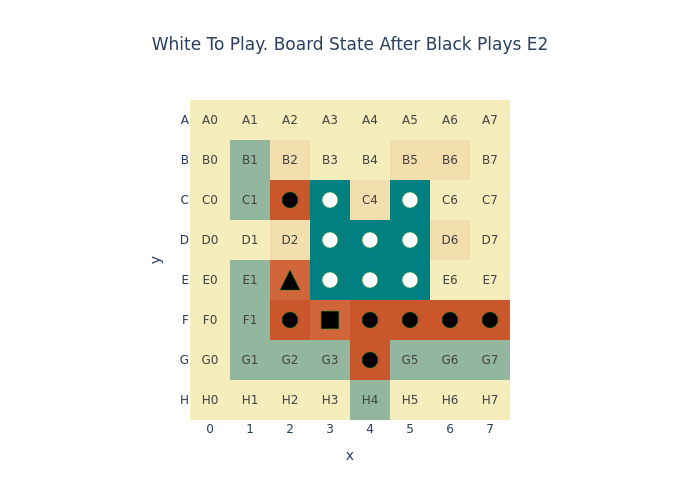 White To Play. Board State After Black Plays E2
A A0 A1 A2 A3 A4 A5 A6 A7
B B0 B1 B2 B3 B4 B5 B6 B7
C C0 C1 C4 C6 C7
D D0 D1 D2 D6 D7
E E0 E1 E6 E7
F F0 F1
G G0 G1 G2 G3 G5 G6 G7
H H0 H1 H2 H3 H4 H5 H6 H7
0 1 2 3 4 5 6 7
x
y